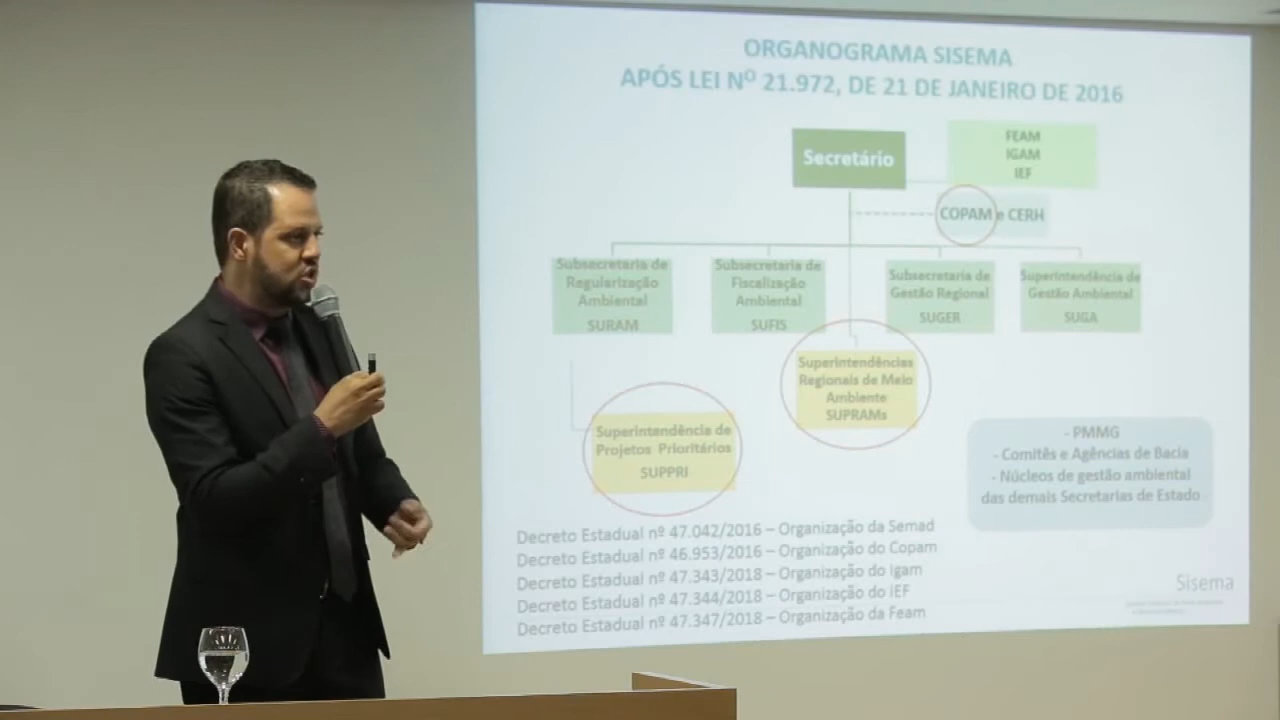 ORGANOGRAMA SISEMA
APÓS LEI Nº 21.972, DE 21 DE JANEIRO DE 2016
Secretário
FEAM
IGAM
IEF
COPAM e CERH
Subsecretaria de
Regularização
Ambiental
SURAM
Subsecretaria de
Fiscalização
Ambiental
SUFIS
Subsecretaria de
Gestão Regional
SUGER
Superintendência de
Gestão Ambiental
SUGA
Superintendências
Regionais de Meio
Ambiente
SUPRAMs
Superintendência de
Projetos Prioritários
SUPPRI
- PMMG
- Comitês e Agências de Bacia
- Núcleos de gestão ambiental
das demais Secretarias de Estado
Decreto Estadual nº 47.042/2016 – Organização da Semad
Decreto Estadual nº 46.953/2016 – Organização do Copam
Decreto Estadual nº 47.343/2018 – Organização do Igam
Decreto Estadual nº 47.344/2018 – Organização do IEF
Decreto Estadual nº 47.347/2018 – Organização da Feam
Sisema